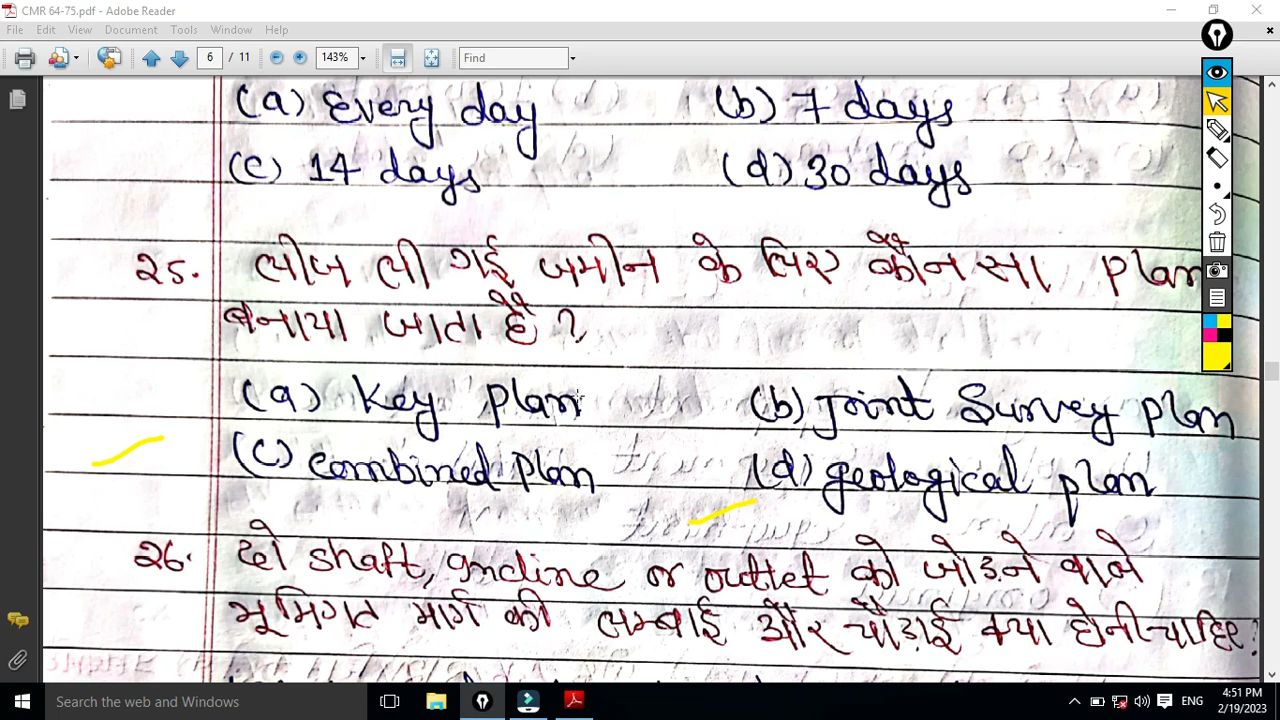 CMR 64-75.pdf - Adobe Reader
File Edit View Document Tools Window Help
6 / 11 143% Find
(a) Every day (b) 7 days
(c) 14 days (d) 30 days
25. લીખ લી ગઈ જમીન કે લિએ કૌન સા plan
બનાયા જાતા હૈ ?
(a) Key plan (b) Joint Survey plan
(c) combined plan (d) geological plan
26. દો shaft, Incline or outlet કો જોડને વાલે
ભૂમિગત માર્ગ કી લમ્બાઈ ઔર ચૌડાઈ ક્યા હોની ચાહિએ?
Search the web and Windows
ENG 4:51 PM
2/19/2023